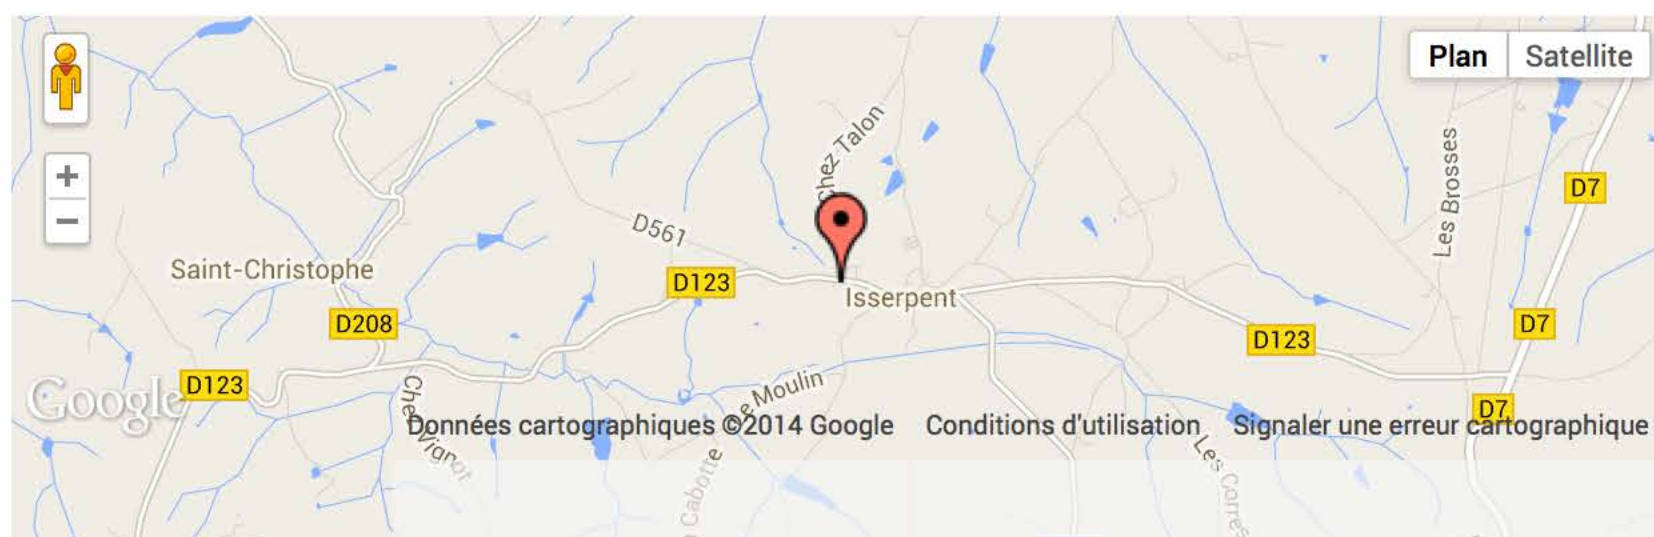 Plan
Satellite
+
−
chez Talon
Les Brosses
D7
D561
Saint-Christophe
D123
Isserpent
D208
D7
D123
D123
Google
Moulin
D7
Données cartographiques ©2014 Google
Conditions d'utilisation
Signaler une erreur cartographique
Vignot
Cabotte
Les